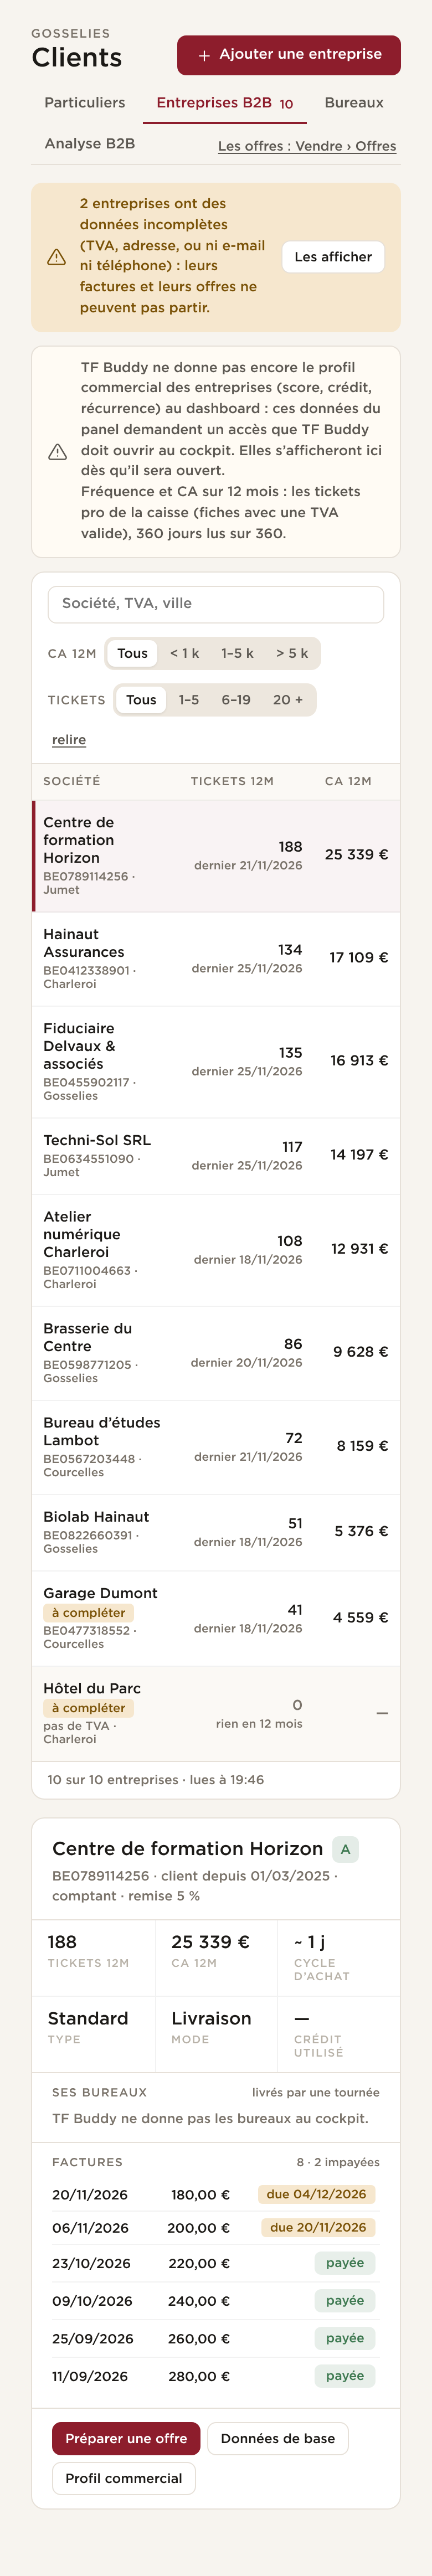 GOSSELIES
Clients
+ Ajouter une entreprise
Particuliers
Entreprises B2B 10
Bureaux
Analyse B2B
Les offres : Vendre › Offres
2 entreprises ont des
données incomplètes
(TVA, adresse, ou ni e-mail
ni téléphone) : leurs
factures et leurs offres ne
peuvent pas partir.
Les afficher
TF Buddy ne donne pas encore le profil
commercial des entreprises (score, crédit,
récurrence) au dashboard : ces données du
panel demandent un accès que TF Buddy
doit ouvrir au cockpit. Elles s’afficheront ici
dès qu’il sera ouvert.
Fréquence et CA sur 12 mois : les tickets
pro de la caisse (fiches avec une TVA
valide), 360 jours lus sur 360.
Société, TVA, ville
CA 12M Tous < 1 k 1–5 k > 5 k
TICKETS Tous 1–5 6–19 20 +
relire
SOCIÉTÉ TICKETS 12M CA 12M
Centre de
formation
Horizon
BE0789114256 ·
Jumet
188
dernier 21/11/2026
25 339 €
Hainaut
Assurances
BE0412338901 ·
Charleroi
134
dernier 25/11/2026
17 109 €
Fiduciaire
Delvaux &
associés
BE0455902117 ·
Gosselies
135
dernier 25/11/2026
16 913 €
Techni-Sol SRL
BE0634551090 ·
Jumet
117
dernier 25/11/2026
14 197 €
Atelier
numérique
Charleroi
BE0711004663 ·
Charleroi
108
dernier 18/11/2026
12 931 €
Brasserie du
Centre
BE0598771205 ·
Gosselies
86
dernier 20/11/2026
9 628 €
Bureau d’études
Lambot
BE0567203448 ·
Courcelles
72
dernier 21/11/2026
8 159 €
Biolab Hainaut
BE0822660391 ·
Gosselies
51
dernier 18/11/2026
5 376 €
Garage Dumont
à compléter
BE0477318552 ·
Courcelles
41
dernier 18/11/2026
4 559 €
Hôtel du Parc
à compléter
pas de TVA ·
Charleroi
0
rien en 12 mois
—
10 sur 10 entreprises · lues à 19:46
Centre de formation Horizon A
BE0789114256 · client depuis 01/03/2025 ·
comptant · remise 5 %
188
TICKETS 12M
25 339 €
CA 12M
~ 1 j
CYCLE
D’ACHAT
Standard
TYPE
Livraison
MODE
—
CRÉDIT
UTILISÉ
SES BUREAUX livrés par une tournée
TF Buddy ne donne pas les bureaux au cockpit.
FACTURES 8 · 2 impayées
20/11/2026 180,00 € due 04/12/2026
06/11/2026 200,00 € due 20/11/2026
23/10/2026 220,00 € payée
09/10/2026 240,00 € payée
25/09/2026 260,00 € payée
11/09/2026 280,00 € payée
Préparer une offre
Données de base
Profil commercial